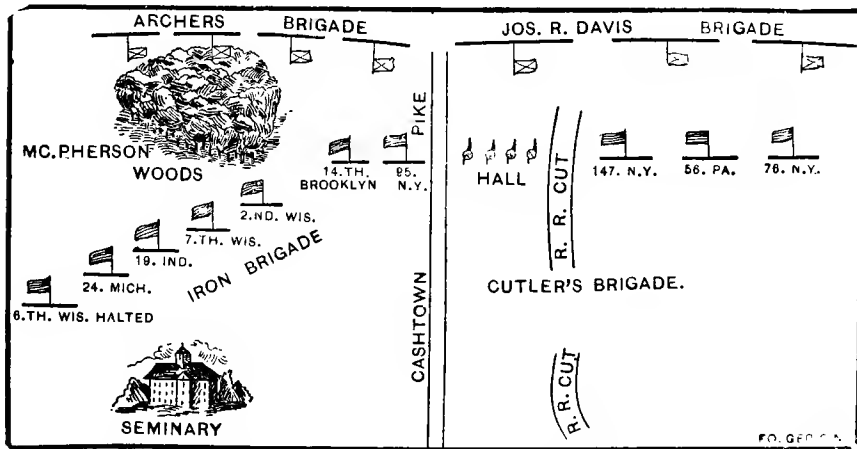 ARCHERS BRIGADE
JOS. R. DAVIS BRIGADE
MC.PHERSON
WOODS
14.TH.
BROOKLYN
95.
N.Y.
PIKE
HALL
R. R. CUT
147. N.Y.
56. PA.
76. N.Y.
2.ND. WIS.
7.TH. WIS.
19. IND.
24. MICH.
6.TH. WIS. HALTED
IRON BRIGADE
CASHTOWN
CUTLER'S BRIGADE.
R. R. CUT
SEMINARY